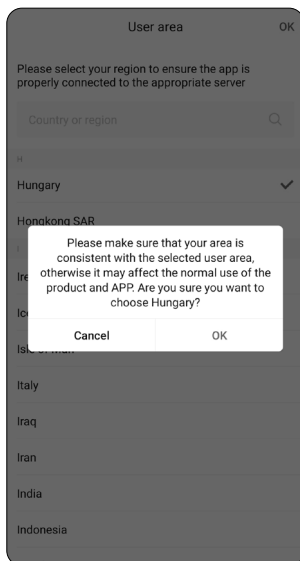 User area
OK
Please select your region to ensure the app is
properly connected to the appropriate server
Country or region
H
Hungary
Hongkong SAR
I
Please make sure that your area is
consistent with the selected user area,
otherwise it may affect the normal use of the
product and APP. Are you sure you want to
choose Hungary?
Cancel
OK
Italy
Iraq
Iran
India
Indonesia